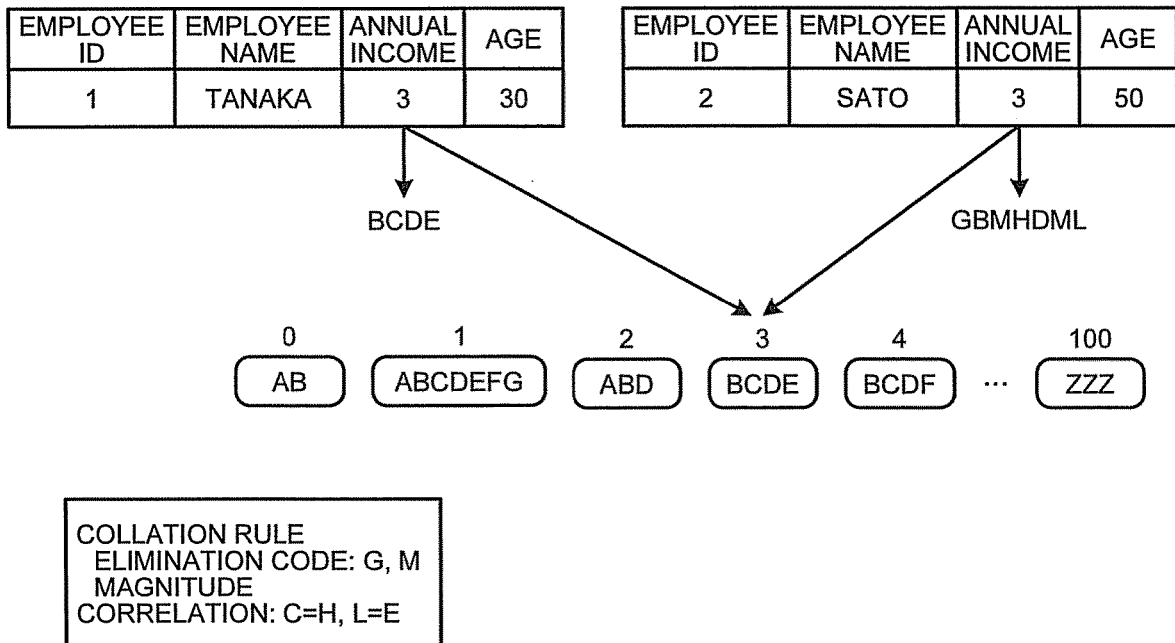 EMPLOYEE ID
EMPLOYEE NAME
ANNUAL INCOME
AGE
1
TANAKA
3
30
EMPLOYEE ID
EMPLOYEE NAME
ANNUAL INCOME
AGE
2
SATO
3
50
BCDE
GBMHDML
0
1
2
3
4
100
AB
ABCDEFG
ABD
BCDE
BCDF
...
ZZZ
COLLATION RULE
ELIMINATION CODE: G, M
MAGNITUDE
CORRELATION: C=H, L=E